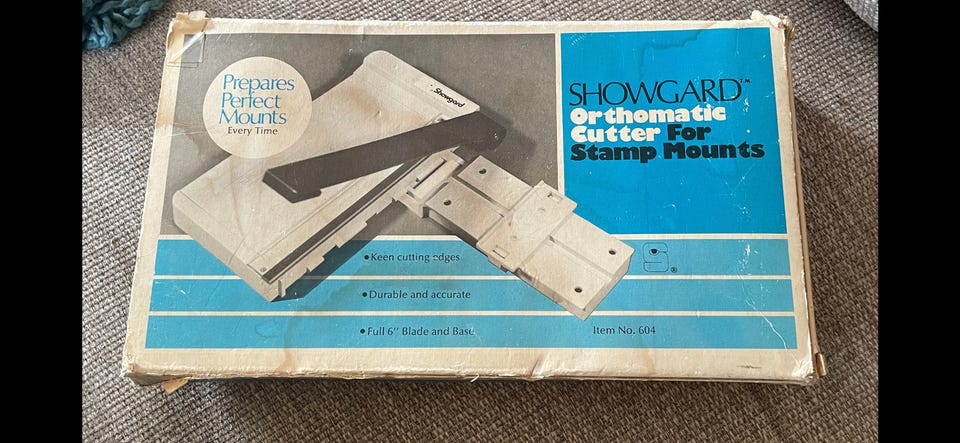 Prepares
Perfect
Mounts
Every Time
Showgard
SHOWGARD™
Orthomatic
Cutter For
Stamp Mounts
•Keen cutting edges
•Durable and accurate
•Full 6" Blade and Base
Item No. 604
®